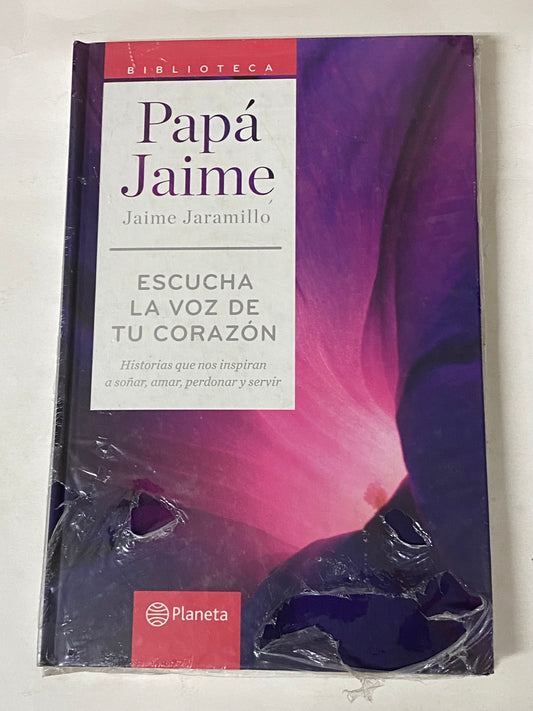 BIBLIOTECA
Papá
Jaime
Jaime Jaramillo
ESCUCHA
LA VOZ DE
TU CORAZÓN
Historias que nos inspiran
a soñar, amar, perdonar y servir
Planeta